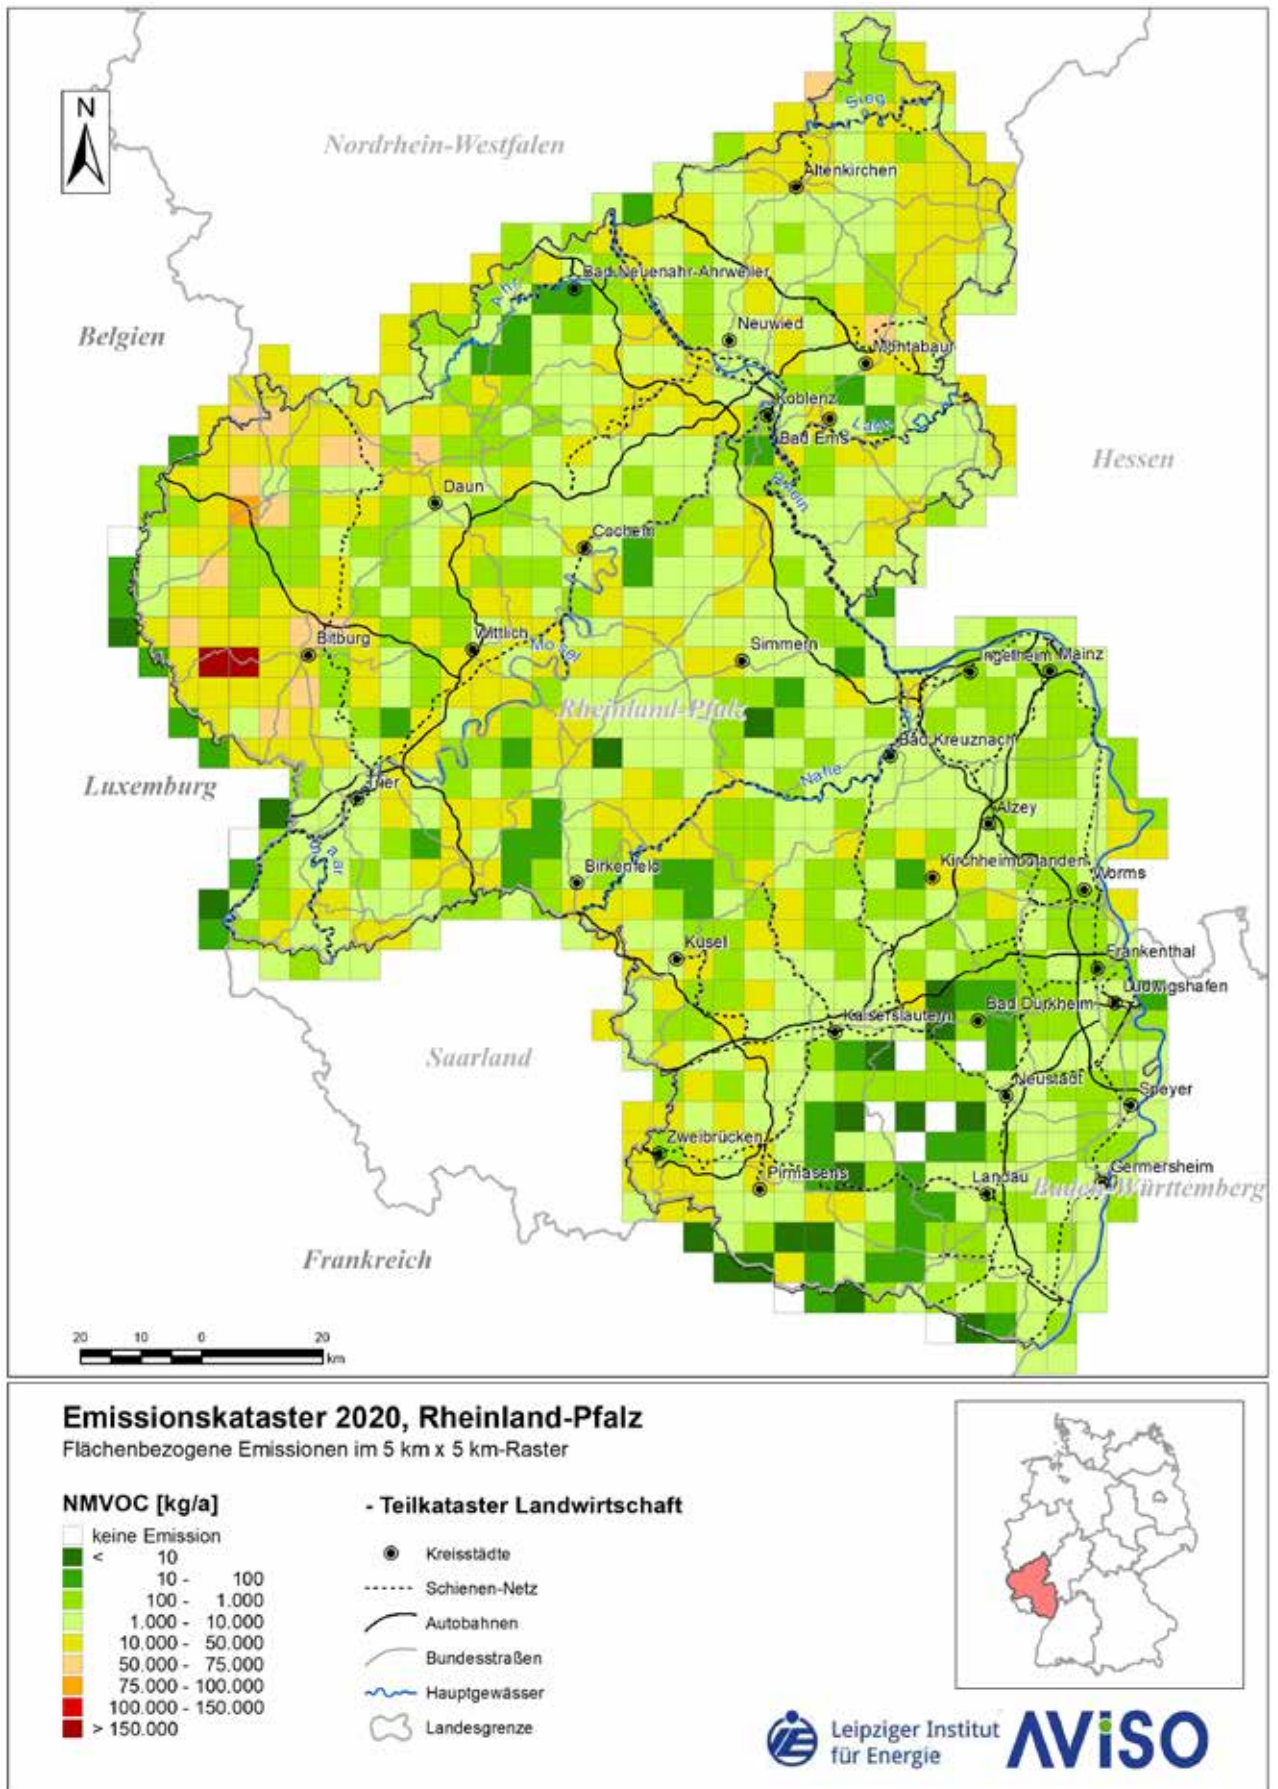 N
Nordrhein-Westfalen
Sieg
Altenkirchen
Bad Neuenahr-Ahrweiler
Ahr
Belgien
Neuwied
Montabaur
Koblenz
Lahn
Bad Ems
Hessen
Rhein
Daun
Cochem
Bitburg
Wittlich
Mosel
Simmern
Ingelheim
Mainz
Rheinland-Pfalz
Bad Kreuznach
Luxemburg
Trier
Nahe
Alzey
Saar
Birkenfeld
Kirchheimbolanden
Worms
Kusel
Frankenthal
Ludwigshafen
Bad Dürkheim
Kaiserslautern
Saarland
Neustadt
Speyer
Zweibrücken
Pirmasens
Landau
Germersheim
Baden-Württemberg
Frankreich
20 10 0 20
km
Emissionskataster 2020, Rheinland-Pfalz
Flächenbezogene Emissionen im 5 km x 5 km-Raster
NMVOC [kg/a]
- Teilkataster Landwirtschaft
keine Emission
< 10
10 - 100
100 - 1.000
1.000 - 10.000
10.000 - 50.000
50.000 - 75.000
75.000 - 100.000
100.000 - 150.000
> 150.000
Kreisstädte
Schienen-Netz
Autobahnen
Bundesstraßen
Hauptgewässer
Landesgrenze
Leipziger Institut
für Energie
AViSO